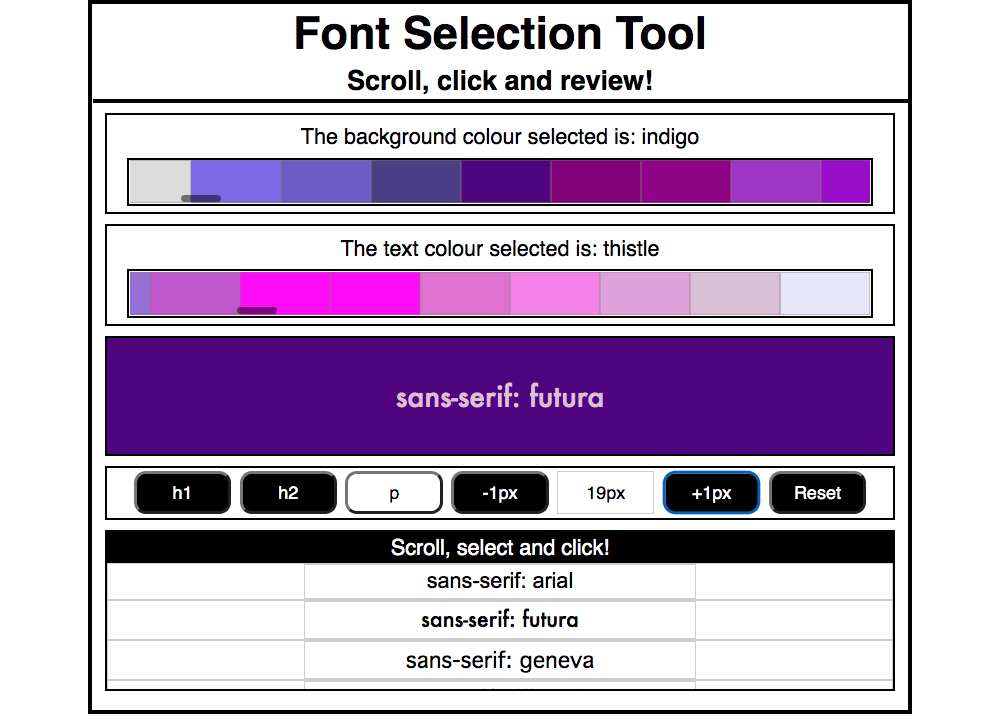 Font Selection Tool
Scroll, click and review!
The background colour selected is: indigo
The text colour selected is: thistle
sans-serif: futura
h1 h2 p -1px 19px +1px Reset
Scroll, select and click!
sans-serif: arial
sans-serif: futura
sans-serif: geneva